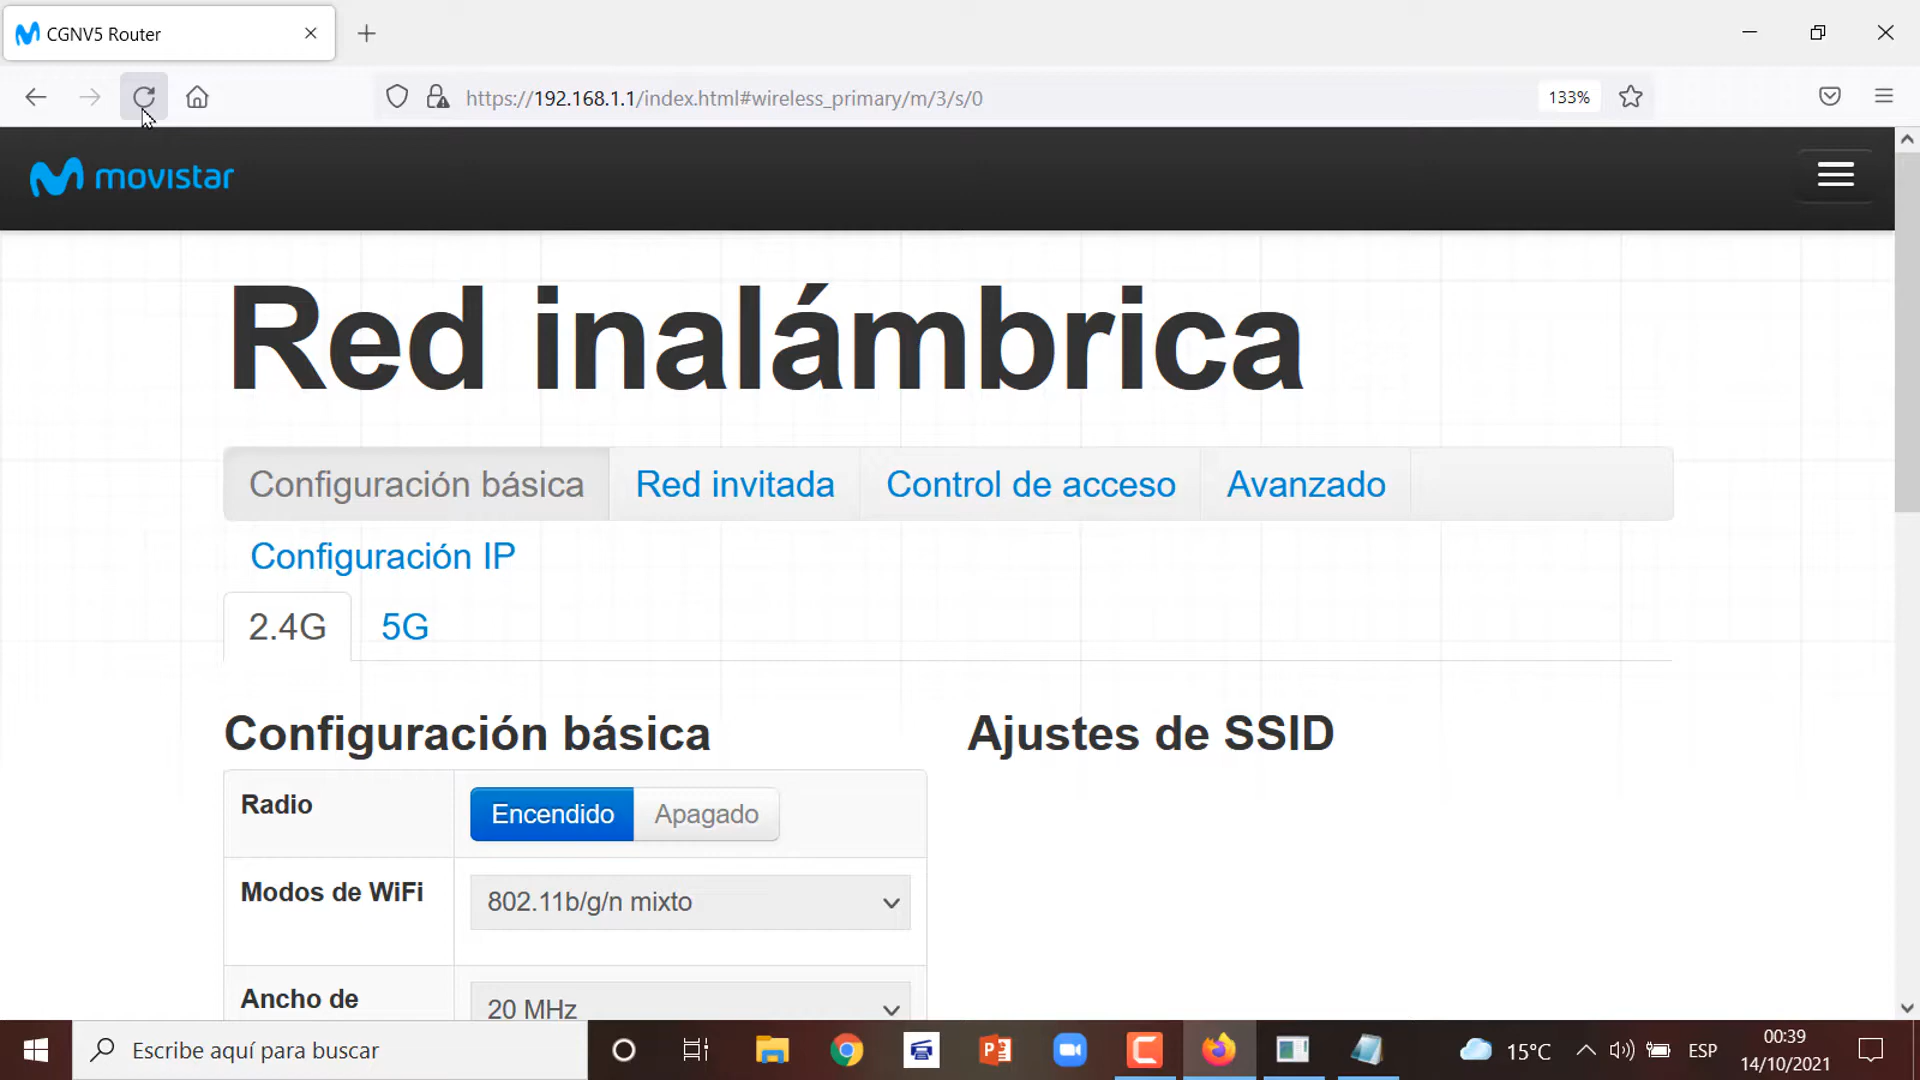 CGNV5 Router
https://192.168.1.1/index.html#wireless_primary/m/3/s/0
133%
movistar
Red inalámbrica
Configuración básica
Red invitada
Control de acceso
Avanzado
Configuración IP
2.4G
5G
Configuración básica
Ajustes de SSID
Radio
Encendido
Apagado
Modos de WiFi
802.11b/g/n mixto
Ancho de
20 MHz
Escribe aquí para buscar
15°C
ESP
00:39
14/10/2021